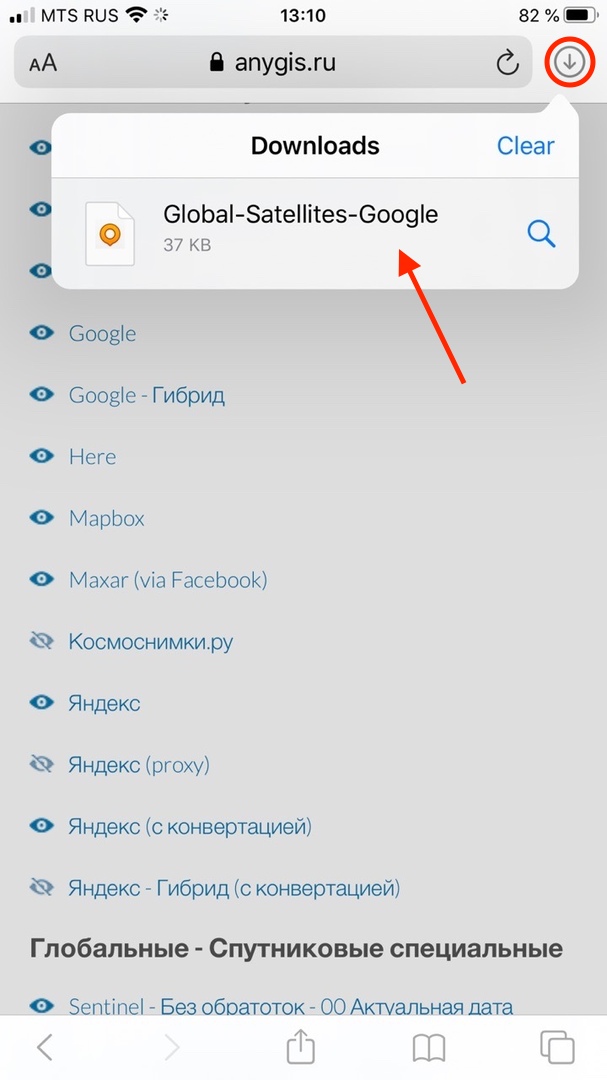 MTS RUS 13:10 82 %
AA anygis.ru
Downloads Clear
Global-Satellites-Google
37 KB
Google
Google - Гибрид
Here
Mapbox
Maxar (via Facebook)
Космоснимки.ру
Яндекс
Яндекс (proxy)
Яндекс (с конвертацией)
Яндекс - Гибрид (с конвертацией)
Глобальные - Спутниковые специальные
Sentinel - Без обраток - 00 Актуальная дата